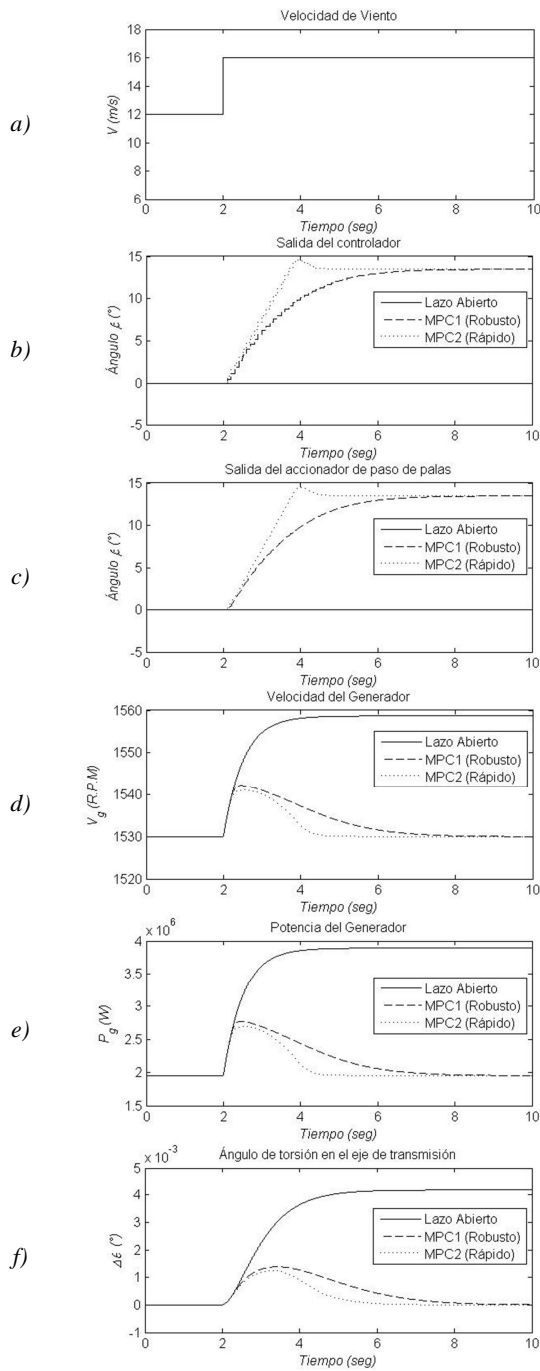 a)
Velocidad de Viento
V (m/s)
18
16
14
12
10
8
6
0 2 4 6 8 10
Tiempo (seg)
b)
Salida del controlador
Ángulo β (°)
15
10
5
0
-5
Lazo Abierto
MPC1 (Robusto)
MPC2 (Rápido)
0 2 4 6 8 10
Tiempo (seg)
c)
Salida del accionador de paso de palas
Ángulo β (°)
15
10
5
0
-5
Lazo Abierto
MPC1 (Robusto)
MPC2 (Rápido)
0 2 4 6 8 10
Tiempo (seg)
d)
Velocidad del Generador
V_g (R.P.M)
1560
1550
1540
1530
1520
Lazo Abierto
MPC1 (Robusto)
MPC2 (Rápido)
0 2 4 6 8 10
Tiempo (seg)
e)
x 10^6
Potencia del Generador
P_g (W)
4
3.5
3
2.5
2
1.5
Lazo Abierto
MPC1 (Robusto)
MPC2 (Rápido)
0 2 4 6 8 10
Tiempo (seg)
f)
x 10^-3
Ángulo de torsión en el eje de transmisión
(°)
5
4
3
2
1
0
-1
Lazo Abierto
MPC1 (Robusto)
MPC2 (Rápido)
0 2 4 6 8 10
Tiempo (seg)